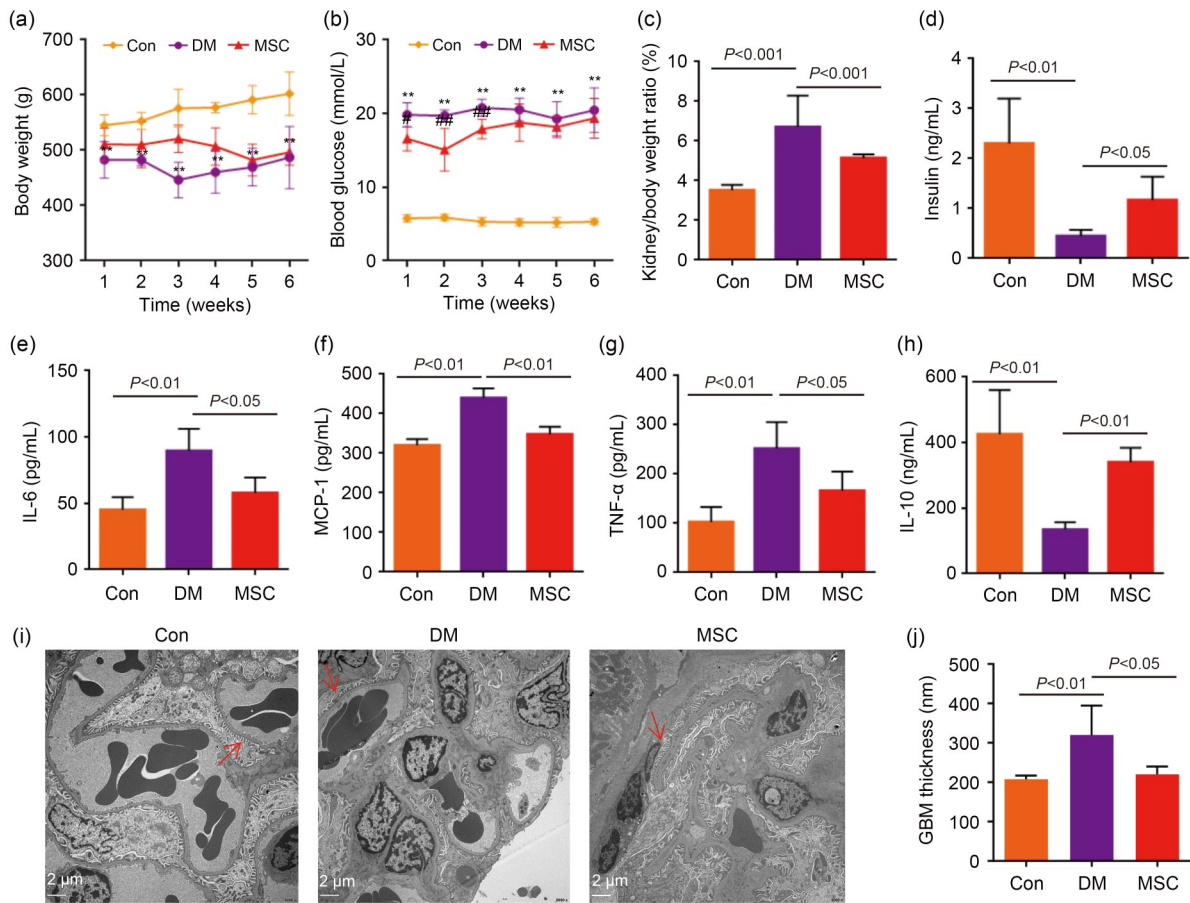 (a)
Con DM MSC
700
600
500
400
300
Body weight (g)
** ** ** ** ** **
1 2 3 4 5 6
Time (weeks)
(b)
Con DM MSC
30
20
10
0
Blood glucose (mmol/L)
** ** ** ** ** **
# ## ##
1 2 3 4 5 6
Time (weeks)
(c)
10
8
6
4
2
0
Kidney/body weight ratio (%)
P<0.001
P<0.001
Con DM MSC
(d)
4
3
2
1
0
Insulin (ng/mL)
P<0.01
P<0.05
Con DM MSC
(e)
150
100
50
0
IL-6 (pg/mL)
P<0.01
P<0.05
Con DM MSC
(f)
500
400
300
200
100
0
MCP-1 (pg/mL)
P<0.01 P<0.01
Con DM MSC
(g)
400
300
200
100
0
TNF-α (pg/mL)
P<0.01 P<0.05
Con DM MSC
(h)
600
400
200
0
IL-10 (ng/mL)
P<0.01
P<0.01
Con DM MSC
(i)
Con DM MSC
2 μm 2 μm 2 μm
(j)
500
400
300
200
100
0
GBM thickness (nm)
P<0.01
P<0.05
Con DM MSC